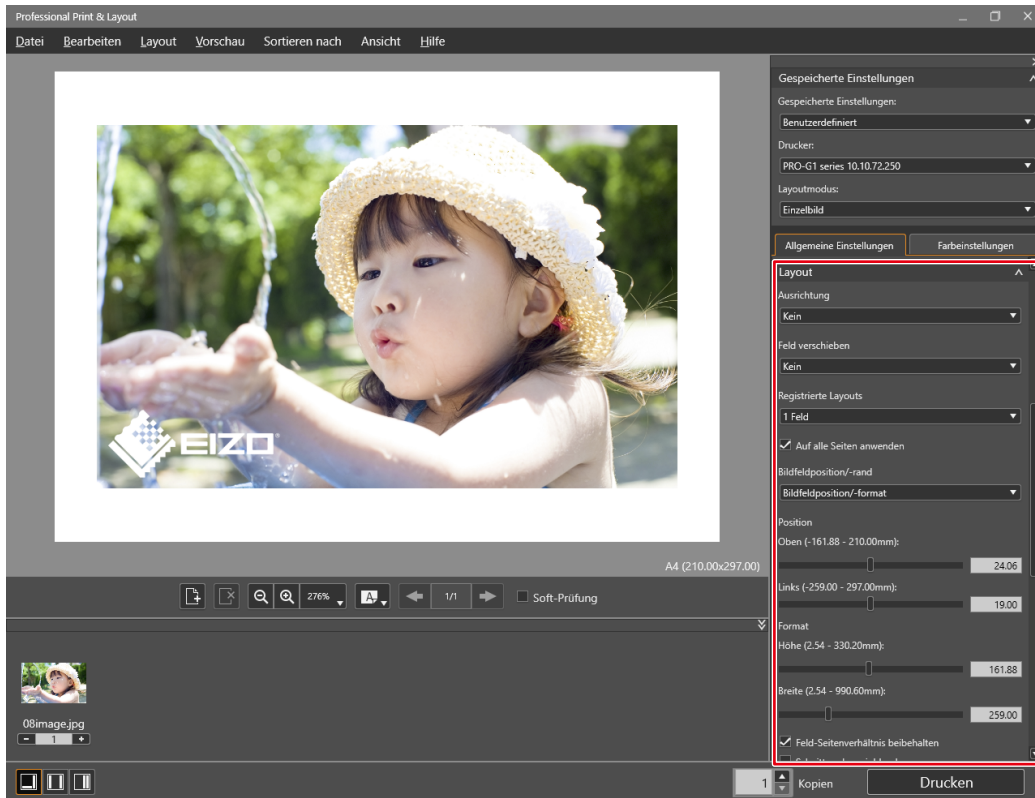 Professional Print & Layout
Datei Bearbeiten Layout Vorschau Sortieren nach Ansicht Hilfe
EIZO
A4 (210.00x297.00)
276%
A
1/1
Soft-Prüfung
08image.jpg
1
Gespeicherte Einstellungen
Gespeicherte Einstellungen:
Benutzerdefiniert
Drucker:
PRO-G1 series 10.10.72.250
Layoutmodus:
Einzelbild
Allgemeine Einstellungen Farbeinstellungen
Layout
Ausrichtung
Kein
Feld verschieben
Kein
Registrierte Layouts
1 Feld
Auf alle Seiten anwenden
Bildfeldposition/-rand
Bildfeldposition/-format
Position
Oben (-161.88 - 210.00mm):
24.06
Links (-259.00 - 297.00mm):
19.00
Format
Höhe (2.54 - 330.20mm):
161.88
Breite (2.54 - 990.60mm):
259.00
Feld-Seitenverhältnis beibehalten
1 Kopien Drucken